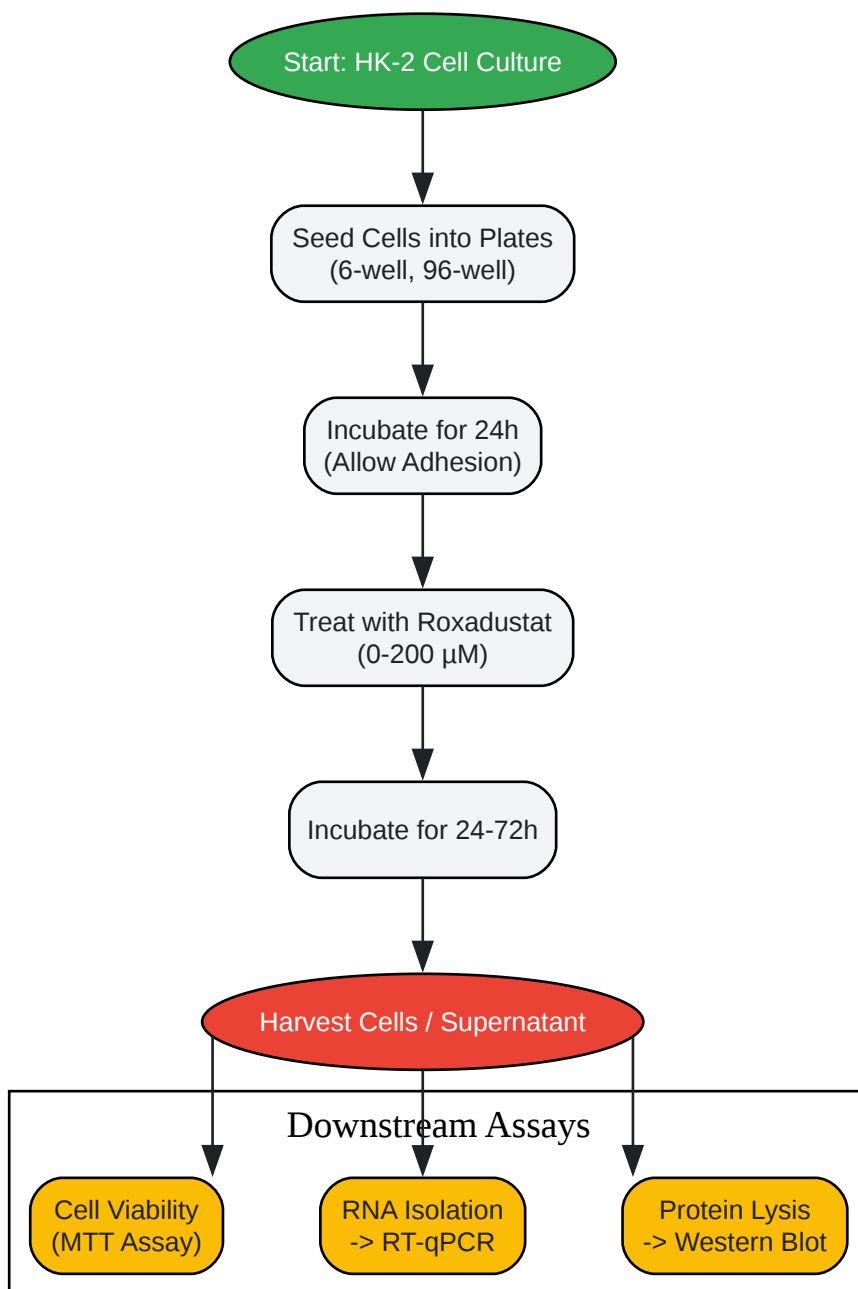 Start: HK-2 Cell Culture
Seed Cells into Plates
(6-well, 96-well)
Incubate for 24h
(Allow Adhesion)
Treat with Roxadustat
(0-200 µM)
Incubate for 24-72h
Harvest Cells / Supernatant
Downstream Assays
Cell Viability
(MTT Assay)
RNA Isolation
-> RT-qPCR
Protein Lysis
-> Western Blot